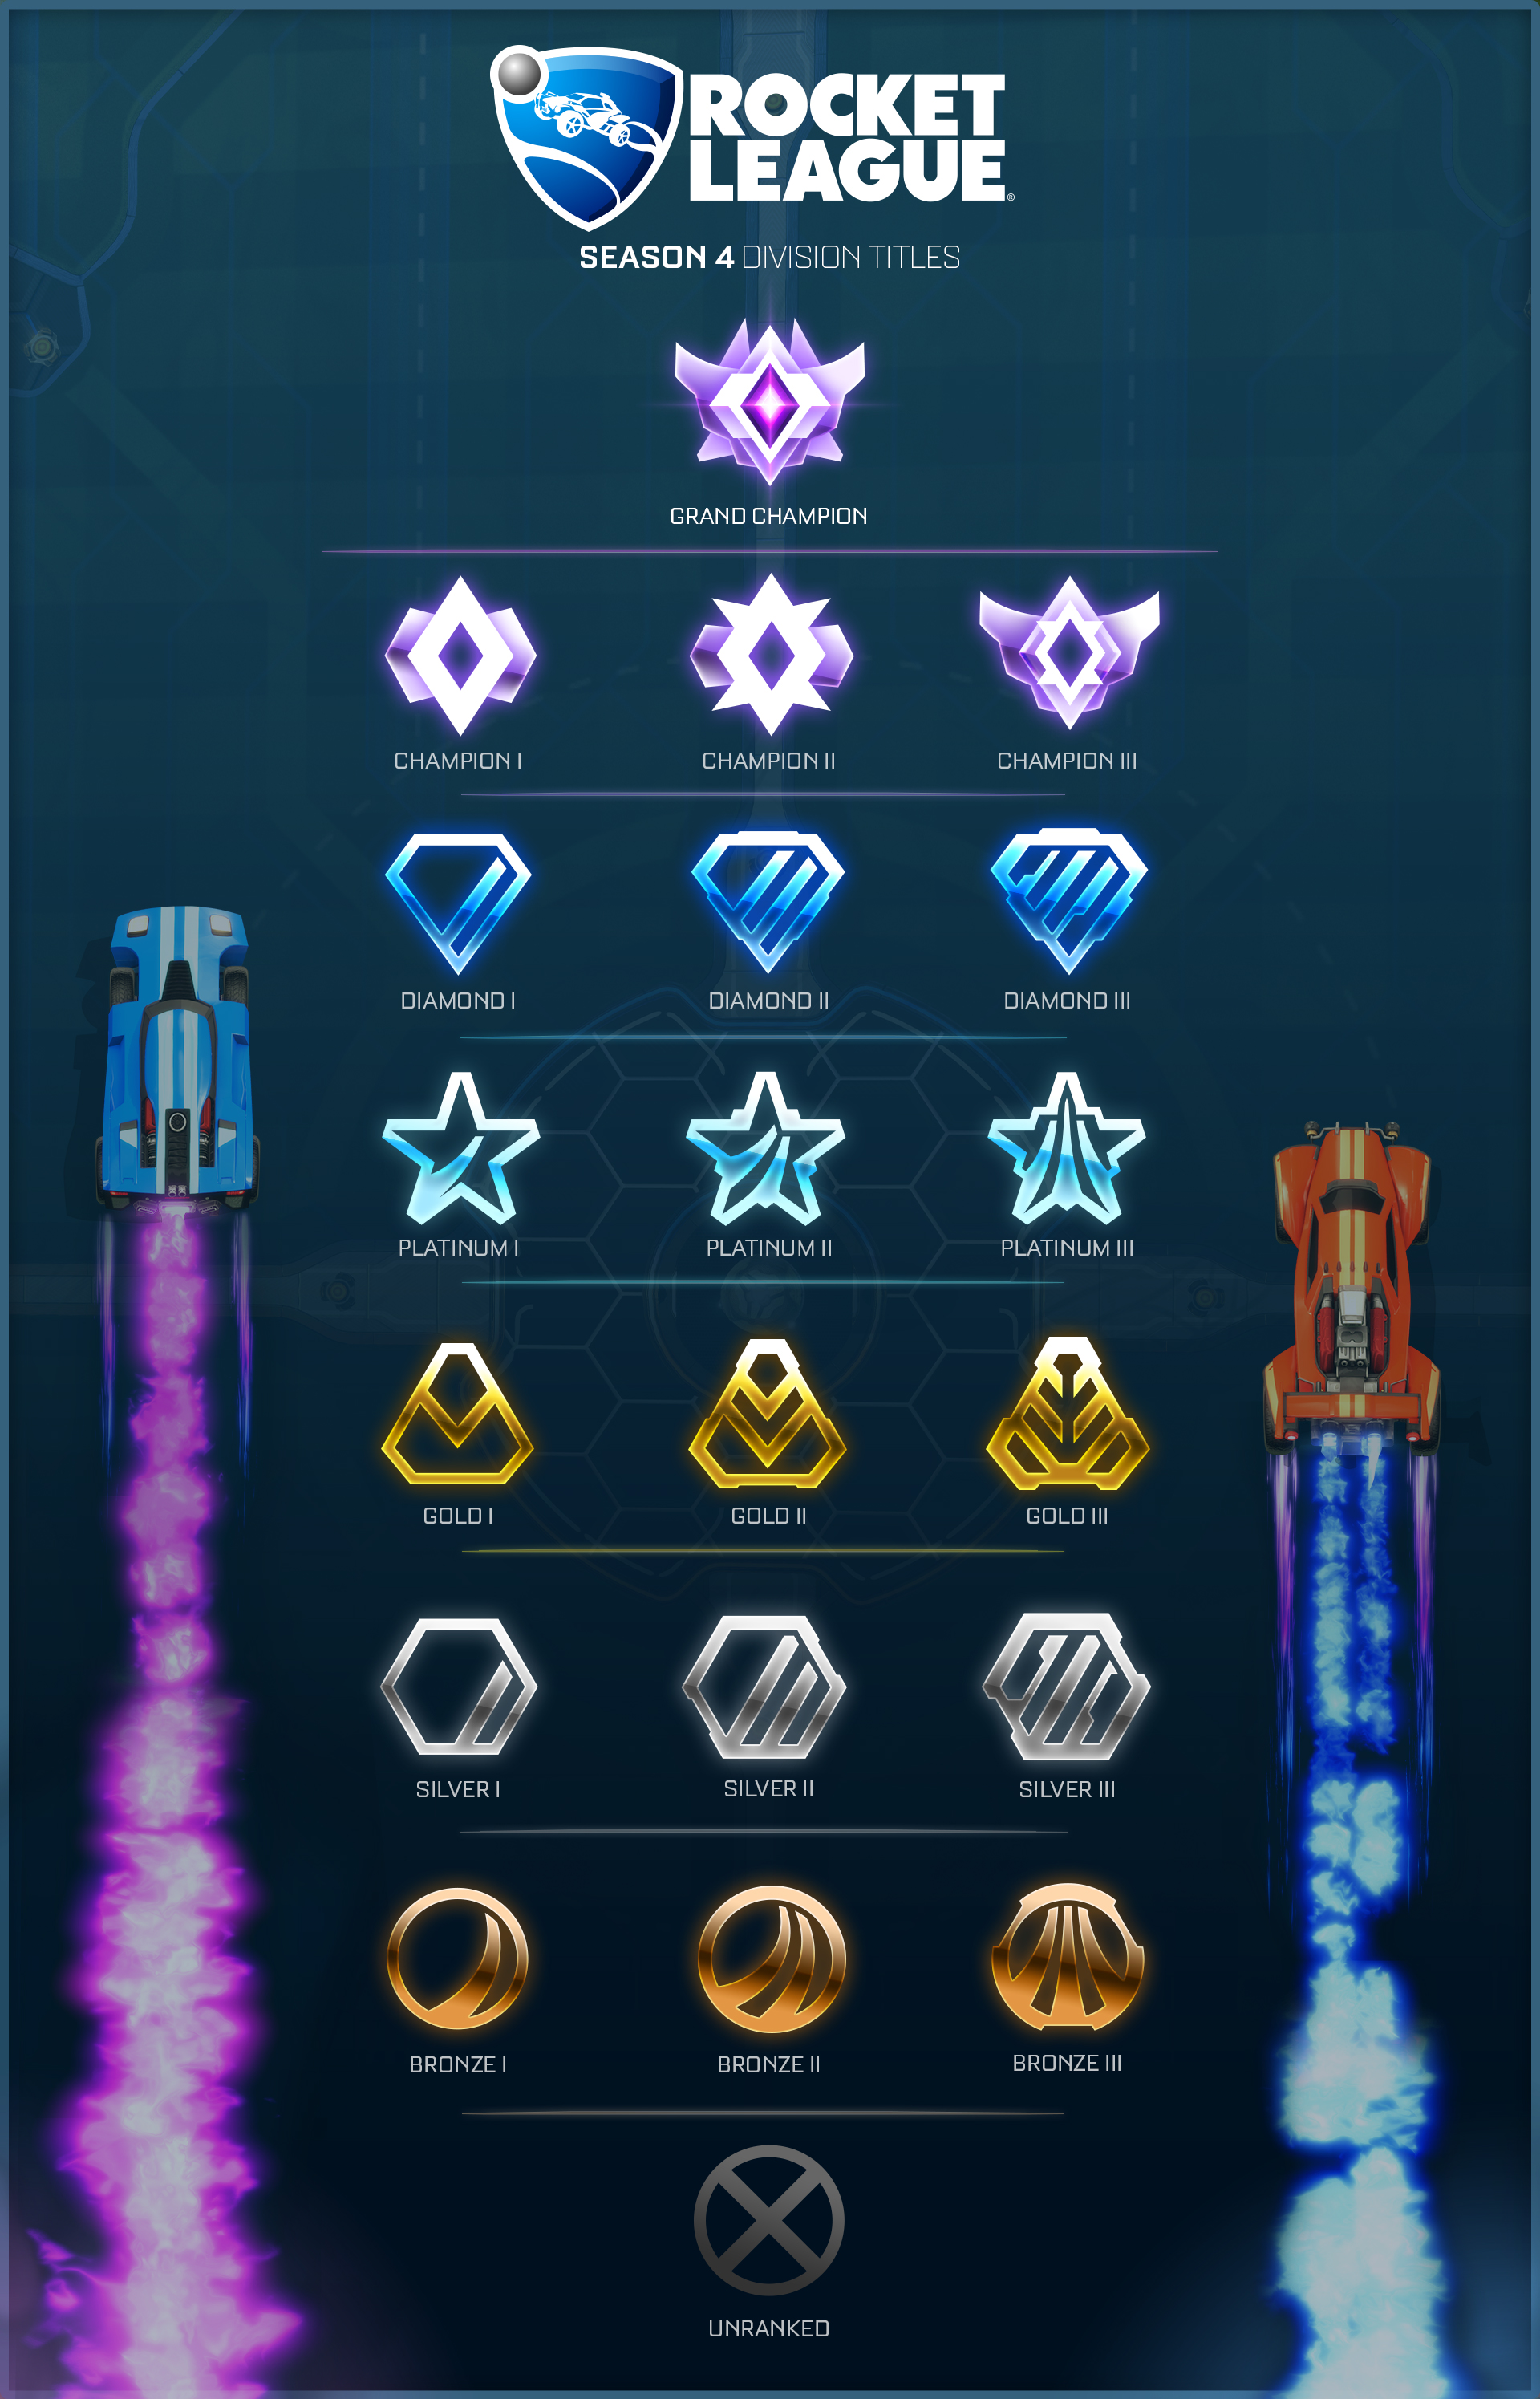 ROCKET
LEAGUE®
SEASON 4 DIVISION TITLES
GRAND CHAMPION
CHAMPION I
CHAMPION II
CHAMPION III
DIAMOND I
DIAMOND II
DIAMOND III
PLATINUM I
PLATINUM II
PLATINUM III
GOLD I
GOLD II
GOLD III
SILVER I
SILVER II
SILVER III
BRONZE I
BRONZE II
BRONZE III
UNRANKED